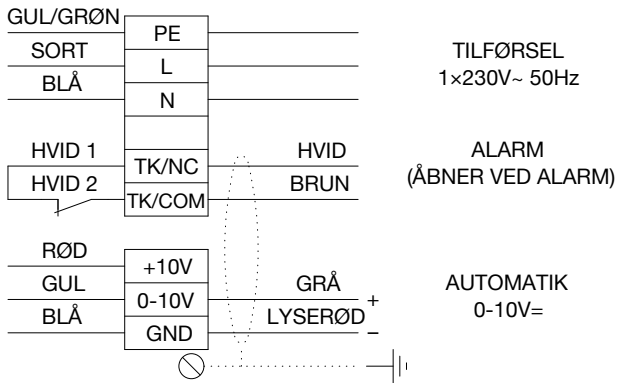 GUL/GRØN PE
SORT L TILFØRSEL
BLÅ N 1×230V~ 50Hz
HVID 1 TK/NC HVID ALARM
HVID 2 TK/COM BRUN (ÅBNER VED ALARM)
RØD +10V
GUL 0-10V GRÅ + AUTOMATIK
BLÅ GND LYSERØD − 0-10V=